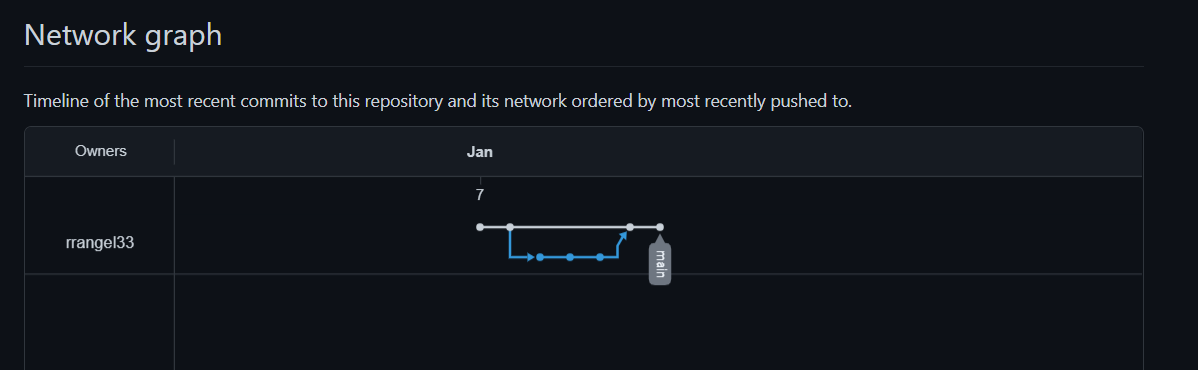 Network graph
Timeline of the most recent commits to this repository and its network ordered by most recently pushed to.
Owners
Jan
7
rrangel33
main